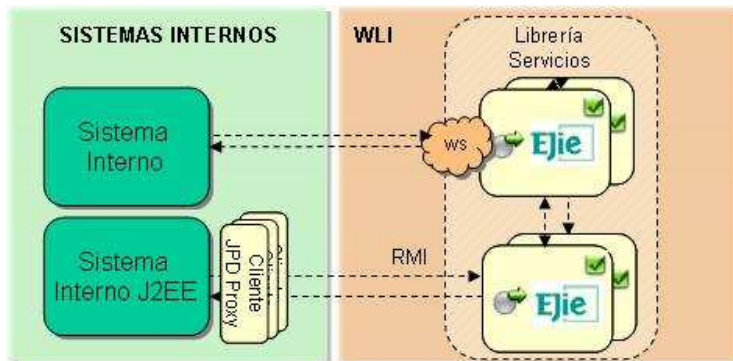 SISTEMAS INTERNOS
WLI
Librería
Servicios
Sistema
Interno
ws
EJie
Sistema
Interno J2EE
Cliente
JPD Proxy
RMI
EJie